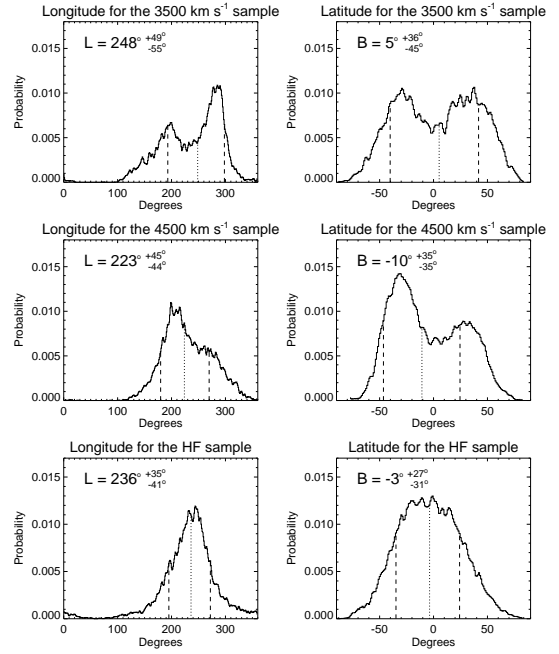 Longitude for the 3500 km s⁻¹ sample
L = 248° +49° -55°
Probability
0.015
0.010
0.005
0.000
0 100 200 300
Degrees
Latitude for the 3500 km s⁻¹ sample
B = 5° +36° -45°
Probability
0.015
0.010
0.005
0.000
-50 0 50
Degrees
Longitude for the 4500 km s⁻¹ sample
L = 223° +45° -44°
Probability
0.015
0.010
0.005
0.000
0 100 200 300
Degrees
Latitude for the 4500 km s⁻¹ sample
B = -10° +35° -35°
Probability
0.015
0.010
0.005
0.000
-50 0 50
Degrees
Longitude for the HF sample
L = 236° +35° -41°
Probability
0.015
0.010
0.005
0.000
0 100 200 300
Degrees
Latitude for the HF sample
B = -3° +27° -31°
Probability
0.015
0.010
0.005
0.000
-50 0 50
Degrees